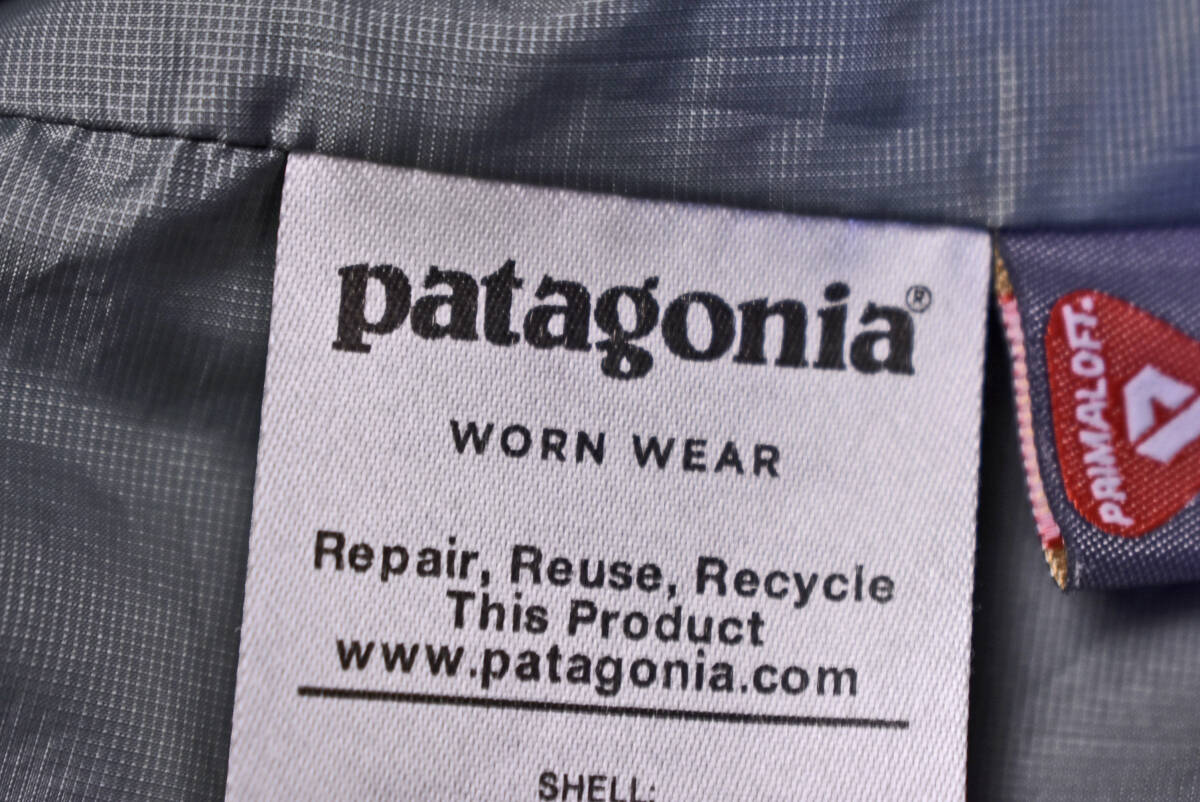 patagonia®
WORN WEAR
Repair, Reuse, Recycle
This Product
www.patagonia.com
SHELL:
PRIMALOFT.